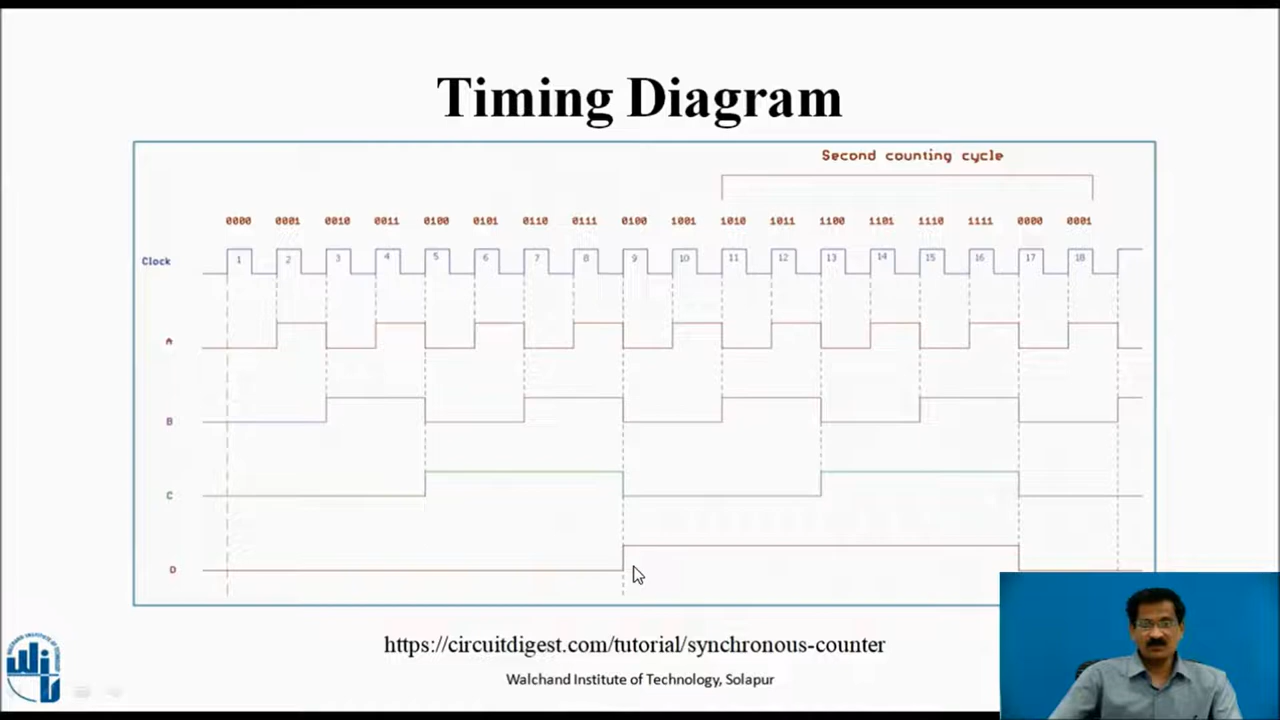 Timing Diagram
Second counting cycle
0000 0001 0010 0011 0100 0101 0110 0111 0100 1001 1010 1011 1100 1101 1110 1111 0000 0001
Clock 1 2 3 4 5 6 7 8 9 10 11 12 13 14 15 16 17 18
A
B
C
D
https://circuitdigest.com/tutorial/synchronous-counter
Walchand Institute of Technology, Solapur